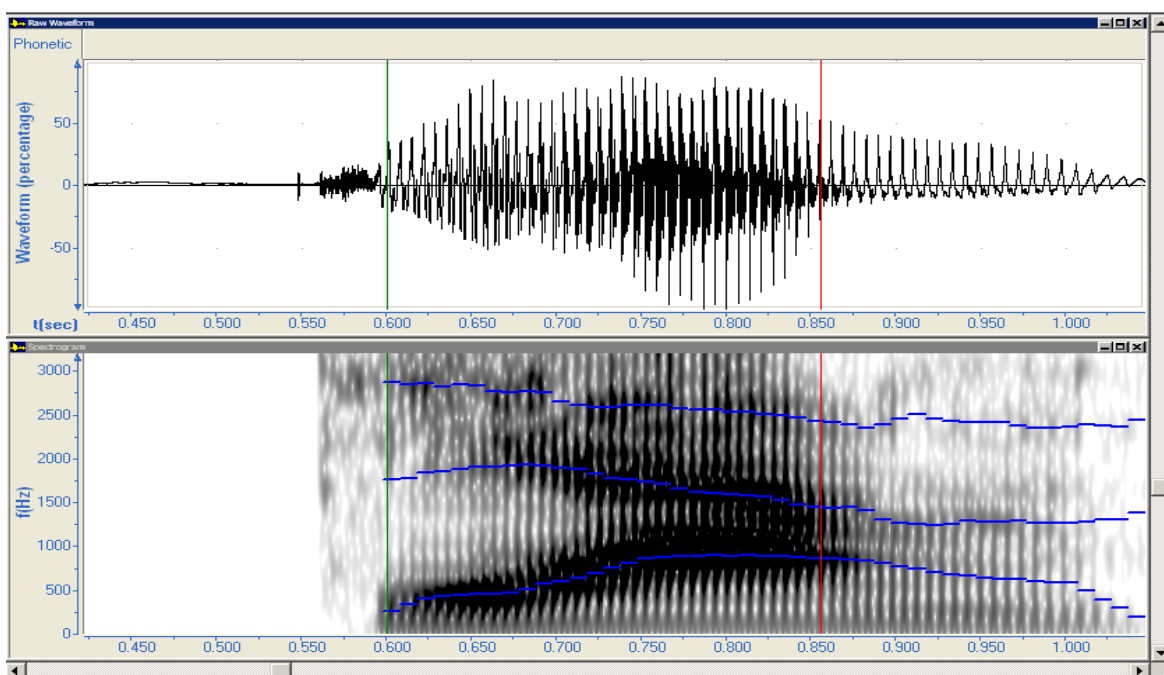 Raw Waveform
Phonetic
Waveform (percentage)
50
0
-50
t(sec) 0.450 0.500 0.550 0.600 0.650 0.700 0.750 0.800 0.850 0.900 0.950 1.000
Spectrogram
f(Hz)
3000
2500
2000
1500
1000
500
0
0.450 0.500 0.550 0.600 0.650 0.700 0.750 0.800 0.850 0.900 0.950 1.000